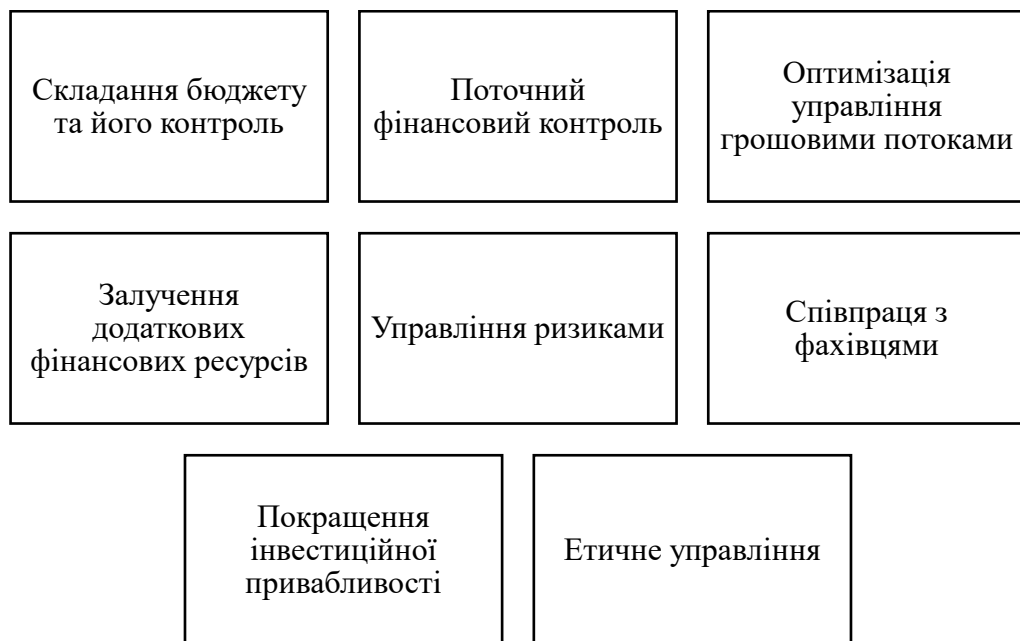 Складання бюджету
та його контроль
Поточний
фінансовий контроль
Оптимізація
управління
грошовими потоками
Залучення
додаткових
фінансових ресурсів
Управління ризиками
Співпраця з
фахівцями
Покращення
інвестиційної
привабливості
Етичне управління